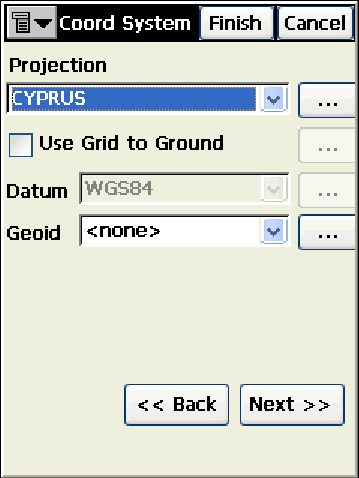 Coord System Finish Cancel
Projection
CYPRUS ...
Use Grid to Ground ...
Datum WGS84 ...
Geoid <none> ...
<< Back Next >>